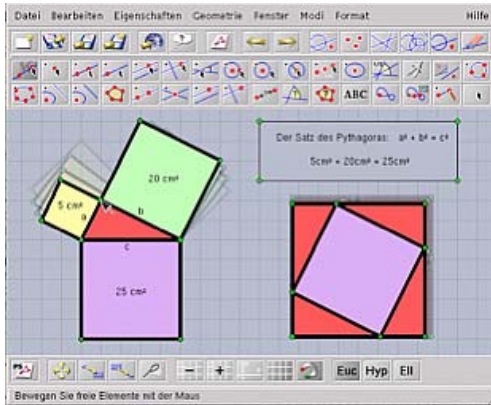 Datei Bearbeiten Eigenschaften Geometrie Fenster Modi Format Hilfe
ABC
Der Satz des Pythagoras: a² + b² = c²
5cm² + 20cm² = 25cm²
20 cm²
5 cm²
a
b
c
25 cm²
Euc Hyp Ell
Bewegen Sie freie Elemente mit der Maus